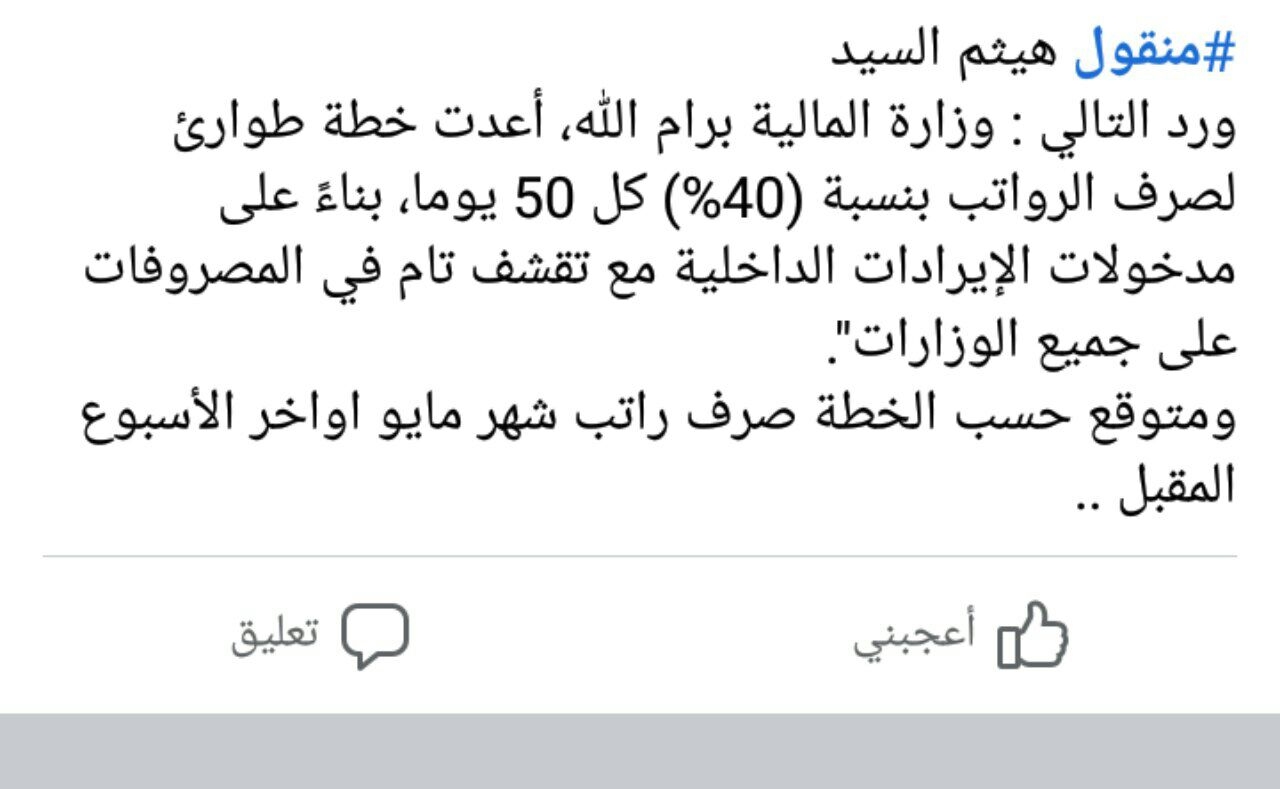 #منقول هيثم السيد
ورد التالي : وزارة المالية برام الله، أعدت خطة طوارئ
لصرف الرواتب بنسبة (40%) كل 50 يوما، بناءً على
مدخولات الإيرادات الداخلية مع تقشف تام في المصروفات
على جميع الوزارات".
ومتوقع حسب الخطة صرف راتب شهر مايو اواخر الأسبوع
المقبل ..
أعجبني
تعليق